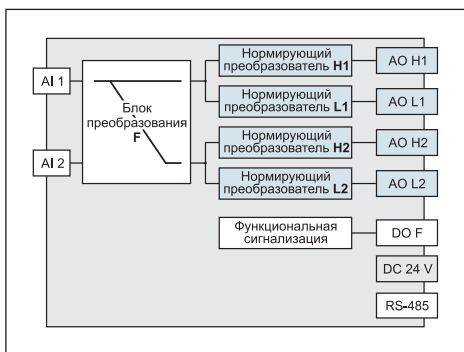 AI 1
AI 2
Блок
преобразования
F
Нормирующий
преобразователь H1
Нормирующий
преобразователь L1
Нормирующий
преобразователь H2
Нормирующий
преобразователь L2
Функциональная
сигнализация
AO H1
AO L1
AO H2
AO L2
DO F
DC 24 V
RS-485